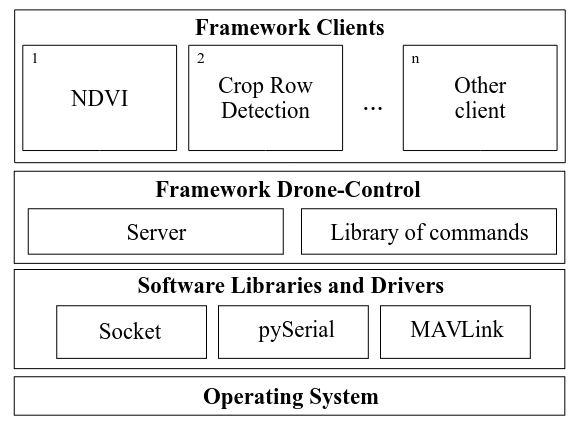 Framework Clients
1
NDVI
2
Crop Row
Detection
...
n
Other
client
Framework Drone-Control
Server
Library of commands
Software Libraries and Drivers
Socket
pySerial
MAVLink
Operating System